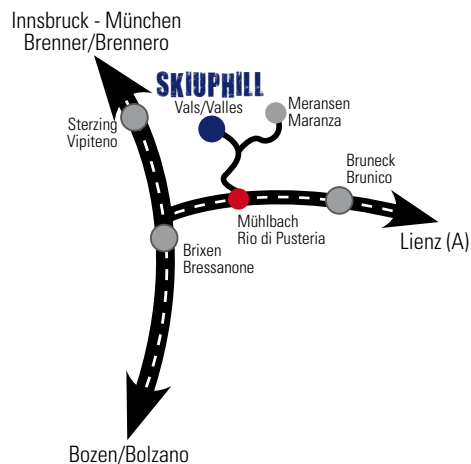 Innsbruck - München
Brenner/Brennero
SKIUPHILL
Vals/Valles
Meransen
Maranza
Sterzing
Vipiteno
Bruneck
Brunico
Mühlbach
Rio di Pusteria
Lienz (A)
Brixen
Bressanone
Bozen/Bolzano